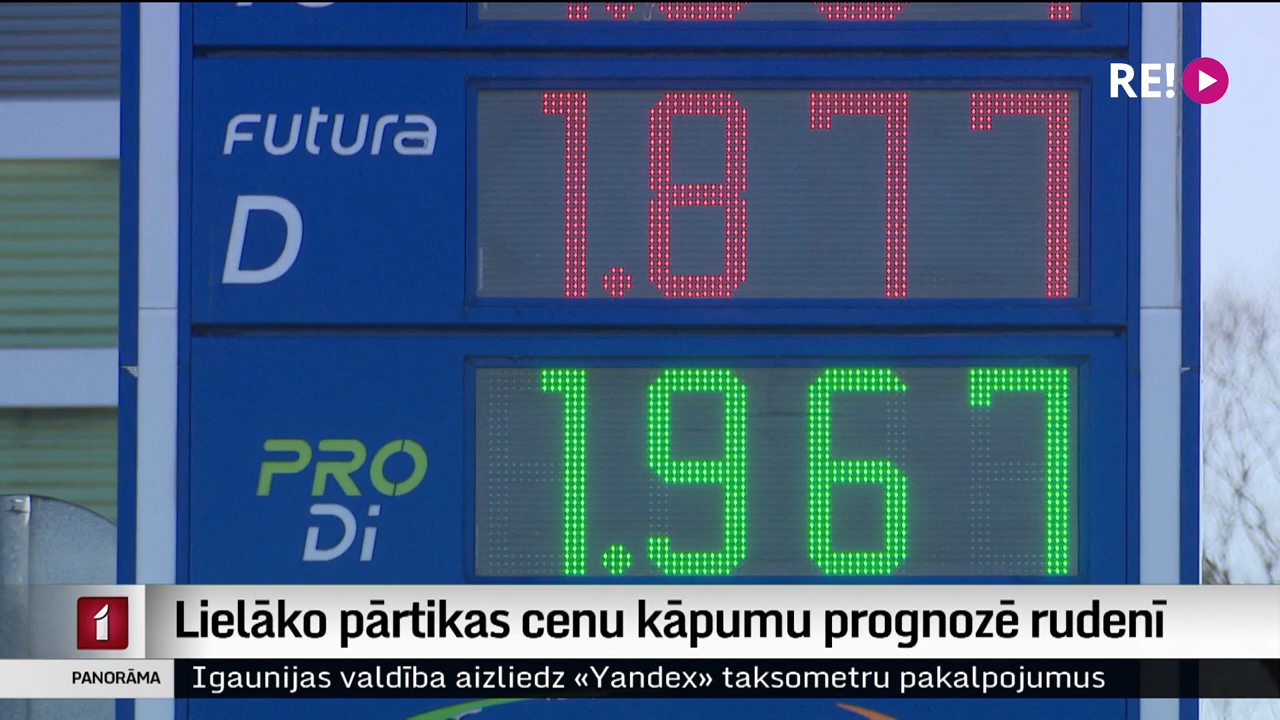 RE!
Futura
D
1.877
PRO
Di
1.967
1
Lielāko pārtikas cenu kāpumu prognozē rudenī
PANORĀMA
Igaunijas valdība aizliedz «Yandex» taksometru pakalpojumus